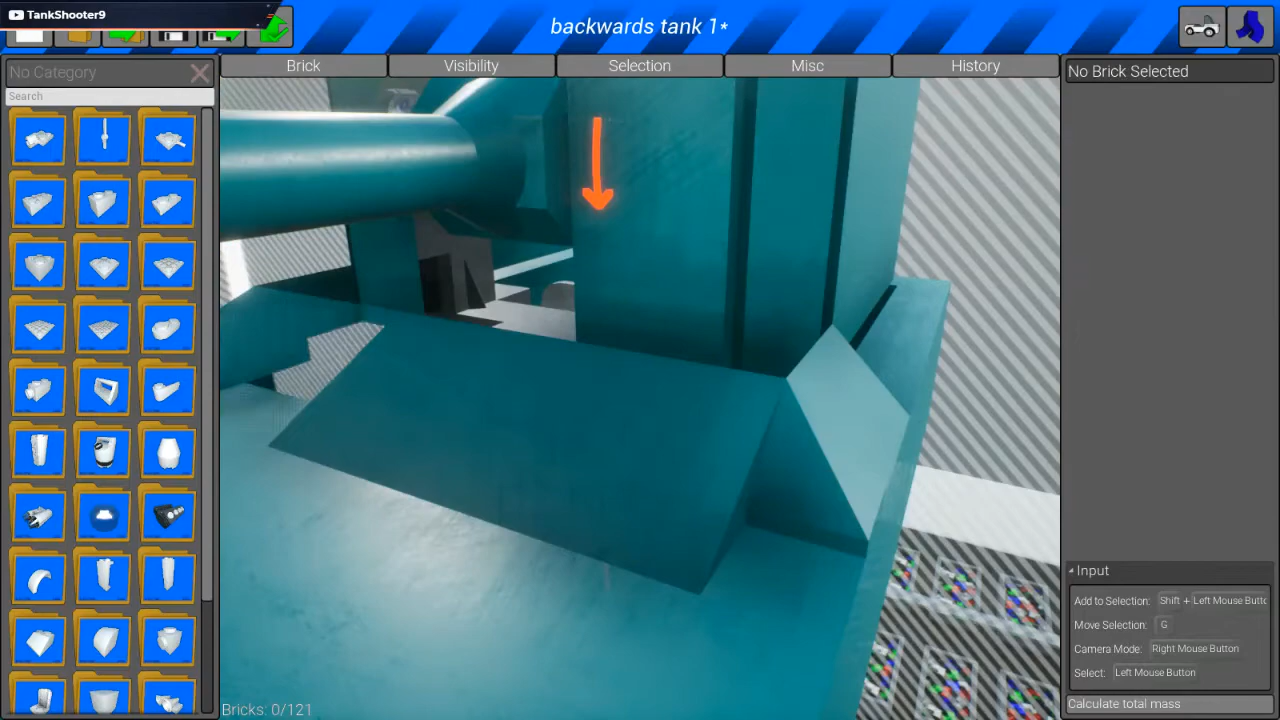 TankShooter9
backwards tank 1*
No Category
Search
Brick
Visibility
Selection
Misc
History
No Brick Selected
Input
Add to Selection: Shift + Left Mouse Butto
Move Selection: G
Camera Mode: Right Mouse Button
Select: Left Mouse Button
Calculate total mass
Bricks: 0/121